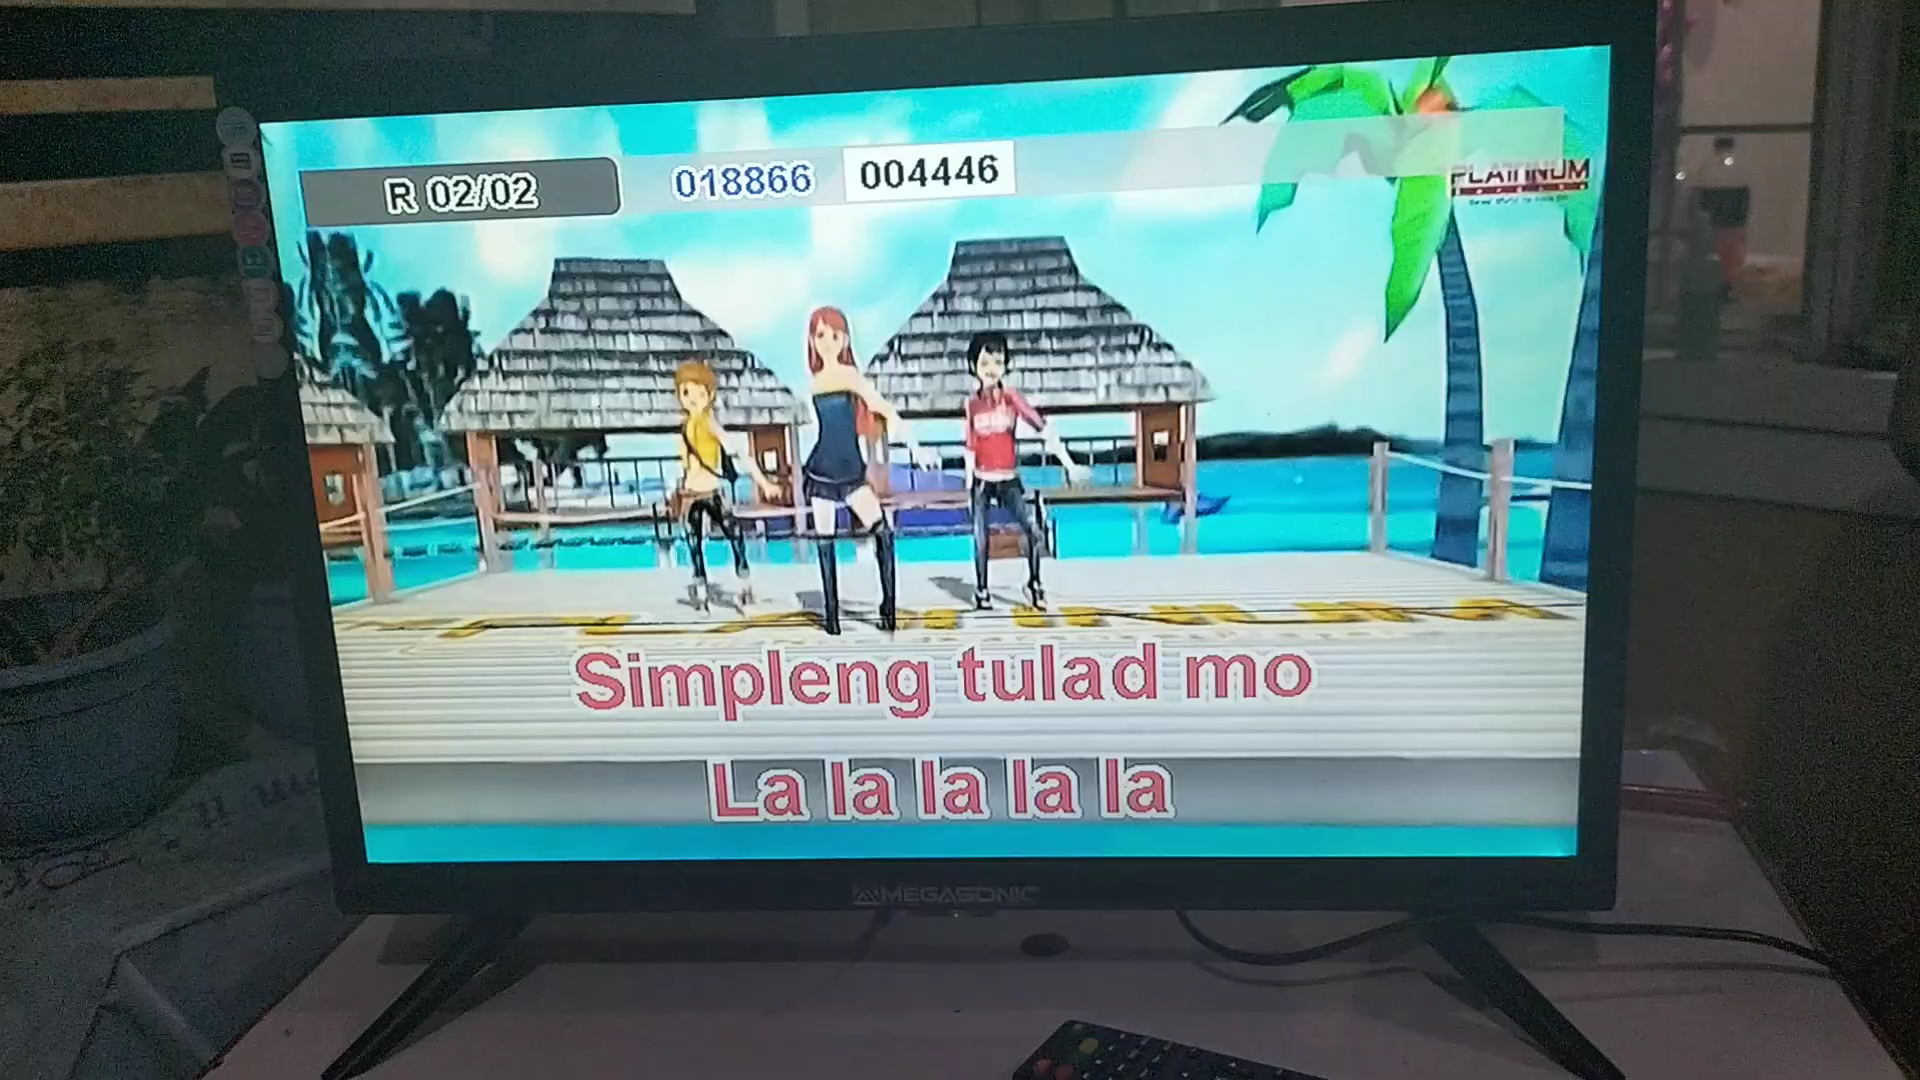 R 02/02 018866 004446
PLATINUM
Simpleng tulad mo
La la la la la
MEGASONIC